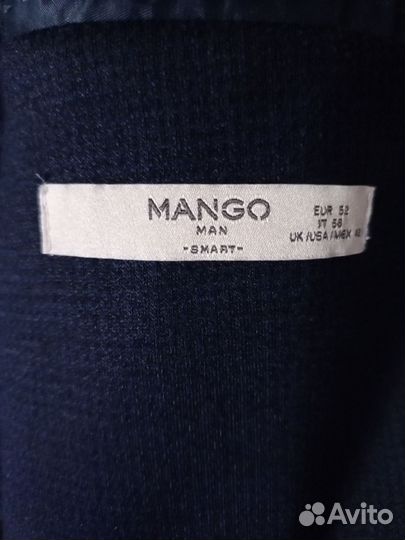 MANGO
MAN
-SMART-
EUR 52
IT 56
UK/USA/MEX 42
Avito